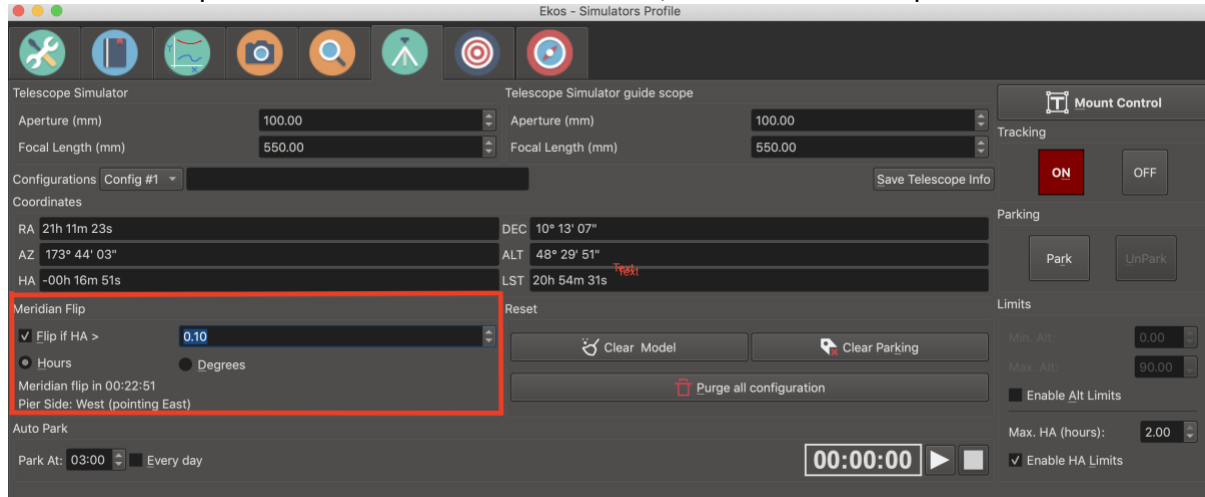 Ekos - Simulators Profile
Telescope Simulator
Aperture (mm) 100.00
Focal Length (mm) 550.00
Telescope Simulator guide scope
Aperture (mm) 100.00
Focal Length (mm) 550.00
Configurations Config #1 Save Telescope Info
Coordinates
RA 21h 11m 23s DEC 10° 13' 07"
AZ 173° 44' 03" ALT 48° 29' 51"
HA -00h 16m 51s LST 20h 54m 31s
Text
Text
Meridian Flip
Flip if HA > 0.10
Hours Degrees
Meridian flip in 00:22:51
Pier Side: West (pointing East)
Reset
Clear Model Clear Parking
Purge all configuration
Auto Park
Park At: 03:00 Every day 00:00:00
Mount Control
Tracking
ON OFF
Parking
Park UnPark
Limits
Min. Alt: 0.00
Max. Alt: 90.00
Enable Alt Limits
Max. HA (hours): 2.00
Enable HA Limits